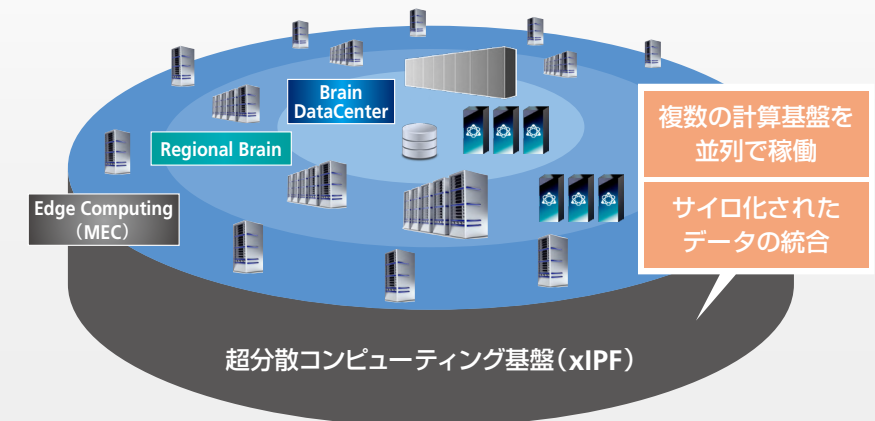 Brain
DataCenter
Regional Brain
Edge Computing
（MEC）
複数の計算基盤を
並列で稼働
サイロ化された
データの統合
超分散コンピューティング基盤（xIPF）